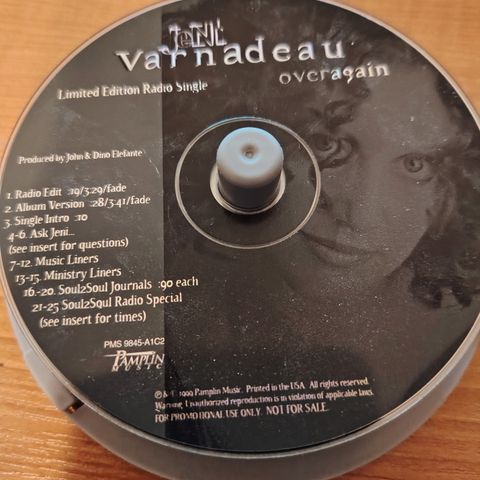 JeNi
varnadeau
overagain
Limited Edition Radio Single
Produced by John & Dino Elefante
1. Radio Edit :19/3:29/fade
2. Album Version :28/3:41/fade
3. Single Intro :10
4-6. Ask Jeni...
(see insert for questions)
7-12. Music Liners
13-15. Ministry Liners
16.-20. Soul2Soul Journals :90 each
21-25 Soul2Soul Radio Special
(see insert for times)
PMS 9845-A1C2
PAMPLIN
MUSIC
℗ & © 1999 Pamplin Music. Printed in the USA. All rights reserved.
Warning: Unauthorized reproduction is in violation of applicable laws.
FOR PROMOTIONAL USE ONLY. NOT FOR SALE.